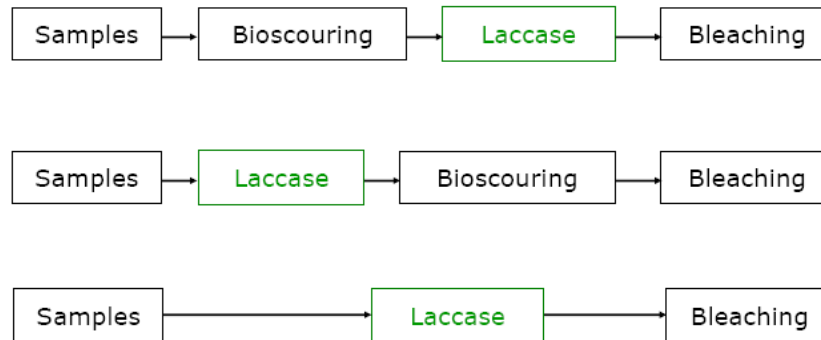 Samples Bioscouring Laccase Bleaching
Samples Laccase Bioscouring Bleaching
Samples Laccase Bleaching